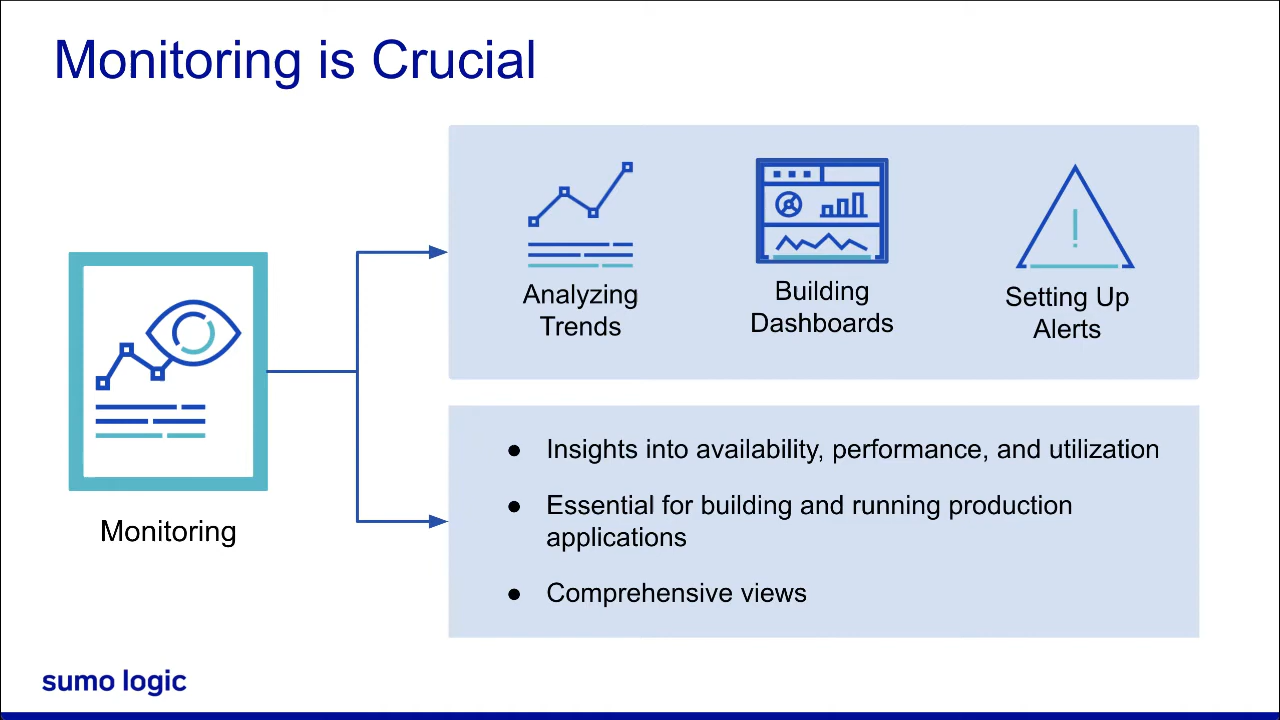 Monitoring is Crucial
Analyzing
Trends
Building
Dashboards
Setting Up
Alerts
Monitoring
● Insights into availability, performance, and utilization
● Essential for building and running production
applications
● Comprehensive views
sumo logic